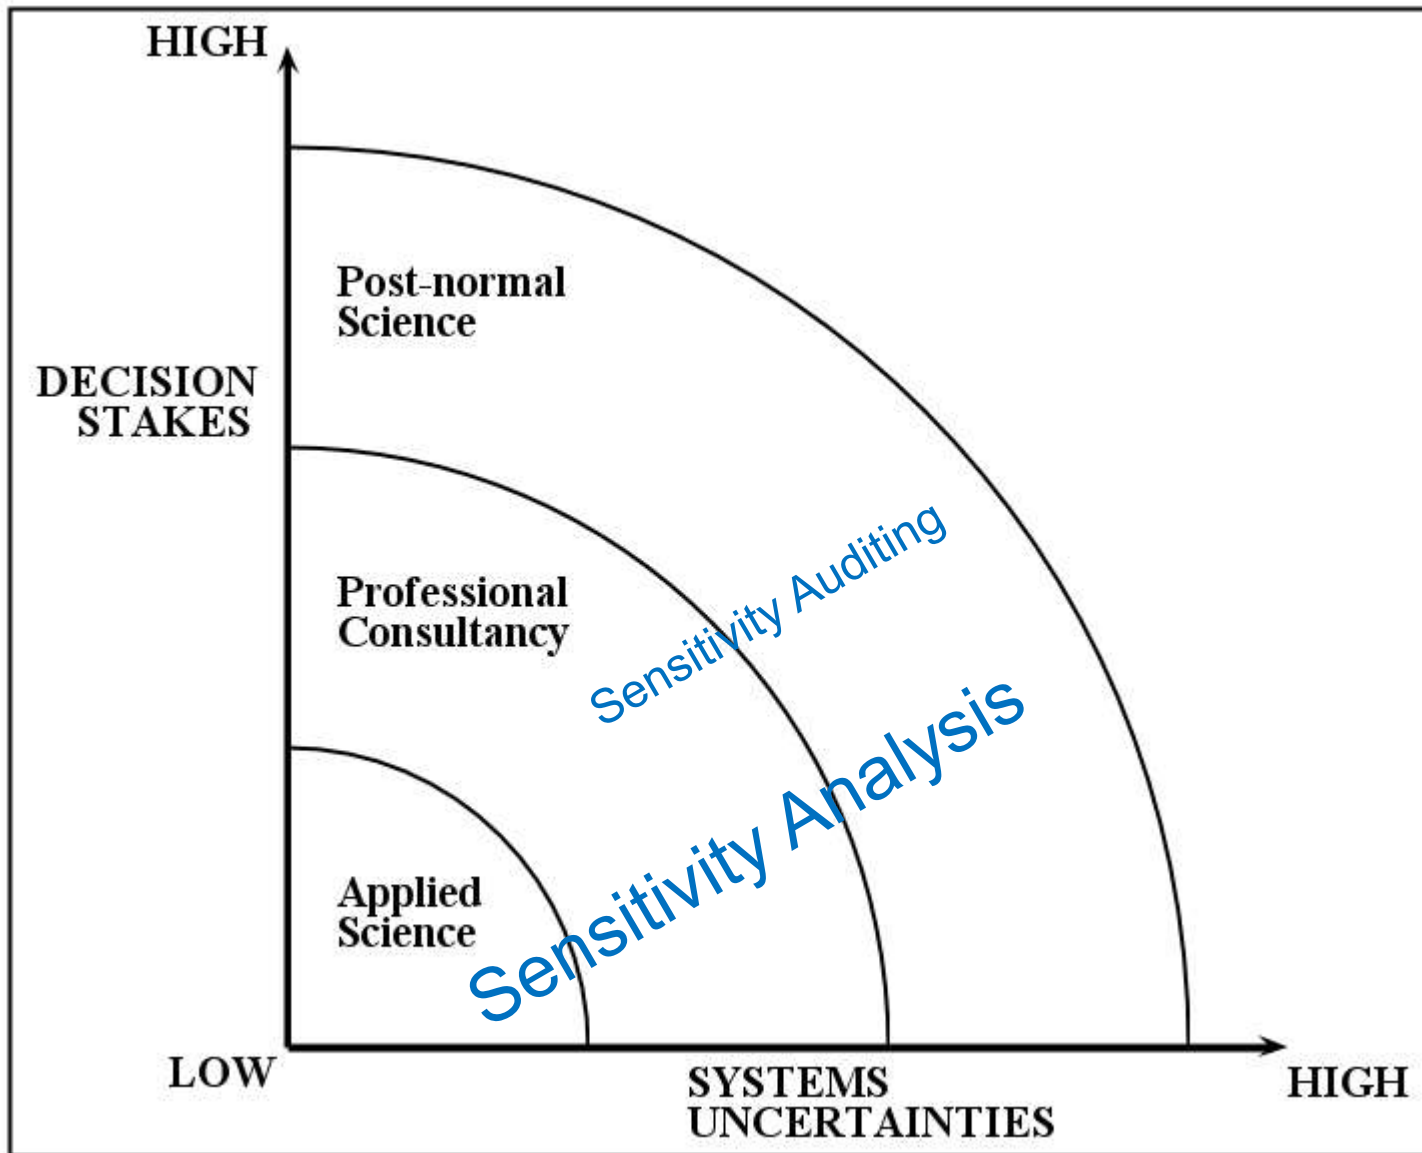 HIGH
Post-normal
Science
DECISION
STAKES
Sensitivity Auditing
Professional
Consultancy
Sensitivity Analysis
Applied
Science
LOW
SYSTEMS
UNCERTAINTIES
HIGH